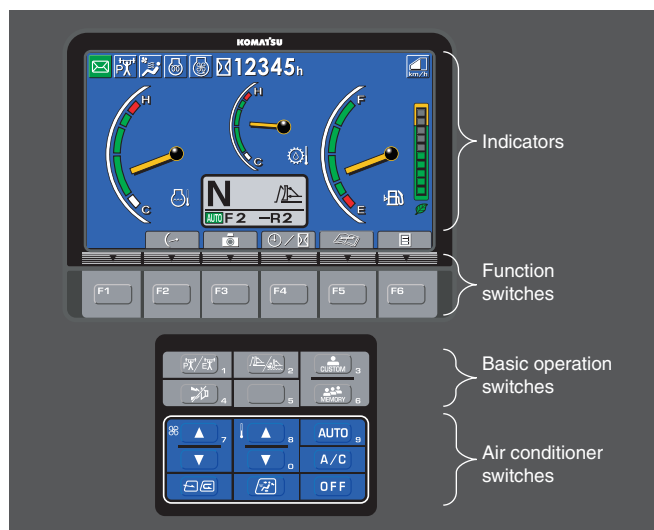 KOMATSU
P 12345h km/h
H H F
C C E
N
AUTO F2 -R2
Indicators
F1 F2 F3 F4 F5 F6
Function
switches
P/E 1 2 CUSTOM 3
4 5 MEMORY 6
Basic operation
switches
7 8 AUTO 9
0 A/C
OFF
Air conditioner
switches